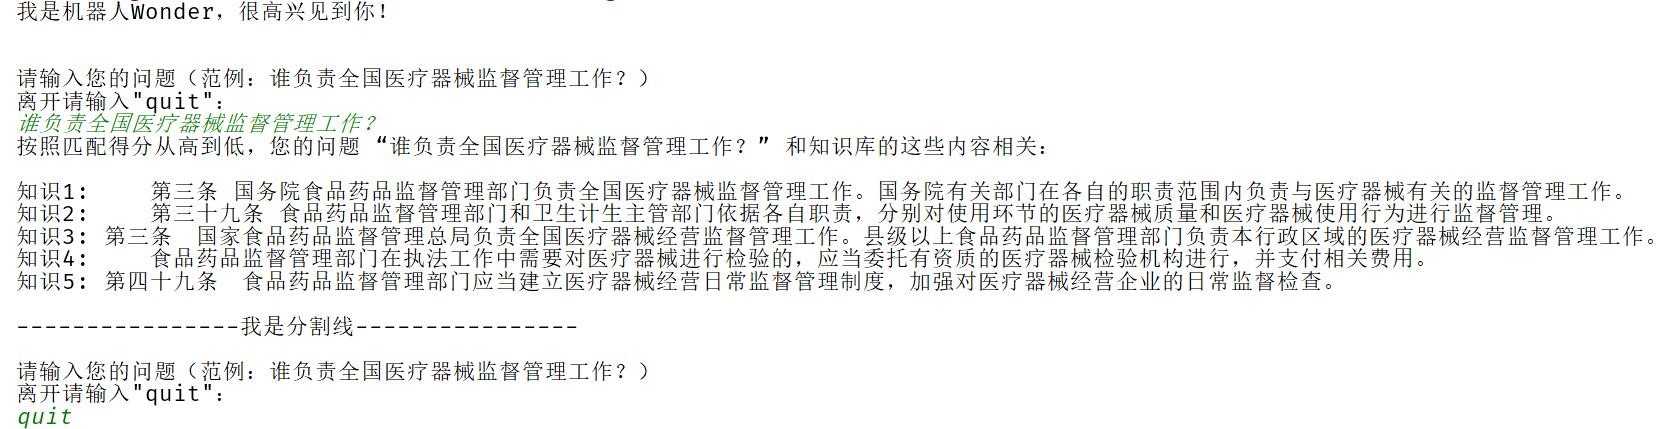 我是机器人Wonder，很高兴见到你！
请输入您的问题（范例：谁负责全国医疗器械监督管理工作？）
离开请输入"quit"：
谁负责全国医疗器械监督管理工作？
按照匹配得分从高到低，您的问题 “谁负责全国医疗器械监督管理工作？” 和知识库的这些内容相关：
知识1: 第三条 国务院食品药品监督管理部门负责全国医疗器械监督管理工作。国务院有关部门在各自的职责范围内负责与医疗器械有关的监督管理工作。
知识2: 第三十九条 食品药品监督管理部门和卫生计生主管部门依据各自职责，分别对使用环节的医疗器械质量和医疗器械使用行为进行监督管理。
知识3: 第三条 国家食品药品监督管理总局负责全国医疗器械经营监督管理工作。县级以上食品药品监督管理部门负责本行政区域的医疗器械经营监督管理工作。
知识4: 食品药品监督管理部门在执法工作中需要对医疗器械进行检验的，应当委托有资质的医疗器械检验机构进行，并支付相关费用。
知识5: 第四十九条 食品药品监督管理部门应当建立医疗器械经营日常监督管理制度，加强对医疗器械经营企业的日常监督检查。
----------------我是分割线----------------
请输入您的问题（范例：谁负责全国医疗器械监督管理工作？）
离开请输入"quit"：
quit